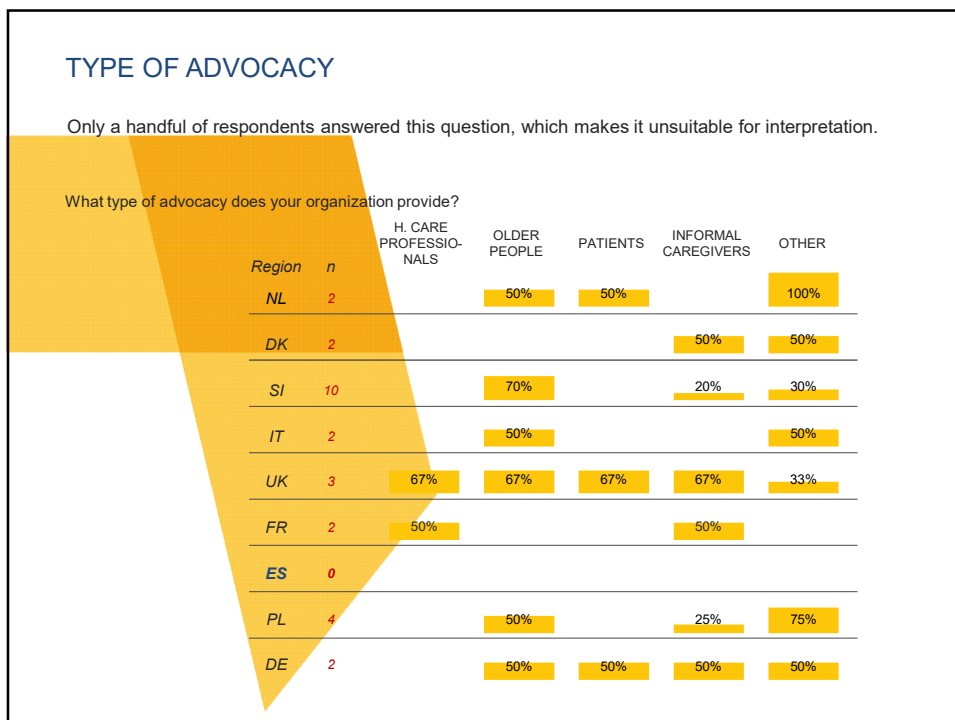 TYPE OF ADVOCACY
Only a handful of respondents answered this question, which makes it unsuitable for interpretation.
What type of advocacy does your organization provide?
Region n H. CARE PROFESSIO-NALS OLDER PEOPLE PATIENTS INFORMAL CAREGIVERS OTHER
NL 2 50% 50% 100%
DK 2 50% 50%
SI 10 70% 20% 30%
IT 2 50% 50%
UK 3 67% 67% 67% 67% 33%
FR 2 50% 50%
ES 0
PL 4 50% 25% 75%
DE 2 50% 50% 50% 50%